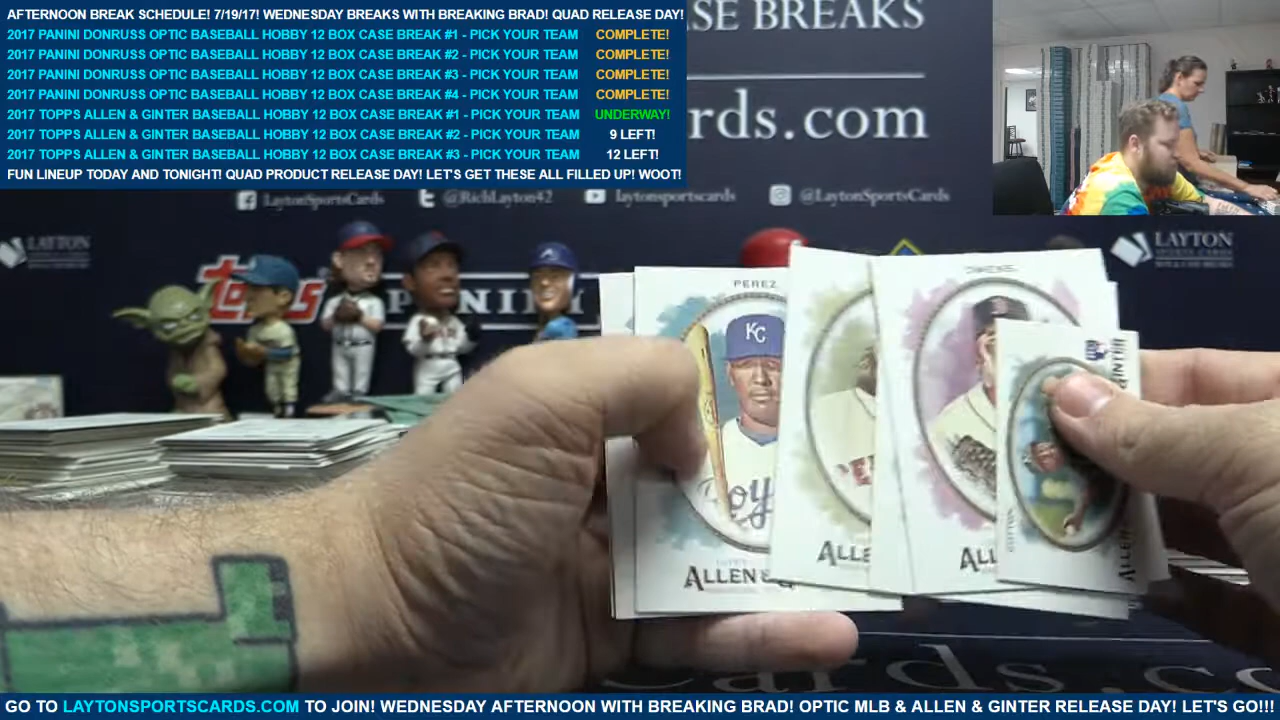 AFTERNOON BREAK SCHEDULE! 7/19/17! WEDNESDAY BREAKS WITH BREAKING BRAD! QUAD RELEASE DAY!
2017 PANINI DONRUSS OPTIC BASEBALL HOBBY 12 BOX CASE BREAK #1 - PICK YOUR TEAM COMPLETE!
2017 PANINI DONRUSS OPTIC BASEBALL HOBBY 12 BOX CASE BREAK #2 - PICK YOUR TEAM COMPLETE!
2017 PANINI DONRUSS OPTIC BASEBALL HOBBY 12 BOX CASE BREAK #3 - PICK YOUR TEAM COMPLETE!
2017 PANINI DONRUSS OPTIC BASEBALL HOBBY 12 BOX CASE BREAK #4 - PICK YOUR TEAM COMPLETE!
2017 TOPPS ALLEN & GINTER BASEBALL HOBBY 12 BOX CASE BREAK #1 - PICK YOUR TEAM UNDERWAY!
2017 TOPPS ALLEN & GINTER BASEBALL HOBBY 12 BOX CASE BREAK #2 - PICK YOUR TEAM 9 LEFT!
2017 TOPPS ALLEN & GINTER BASEBALL HOBBY 12 BOX CASE BREAK #3 - PICK YOUR TEAM 12 LEFT!
FUN LINEUP TODAY AND TONIGHT! QUAD PRODUCT RELEASE DAY! LET'S GET THESE ALL FILLED UP! WOOT!
SE BREAKS
rds.com
LaytonSportsCards @RichLayton42 laytonsportscards @LaytonSportsCards
LAYTON
LAYTON
topps PANINI
PEREZ
KC
ALLEN &
ALLE
AL
GO TO LAYTONSPORTSCARDS.COM TO JOIN! WEDNESDAY AFTERNOON WITH BREAKING BRAD! OPTIC MLB & ALLEN & GINTER RELEASE DAY! LET'S GO!!!